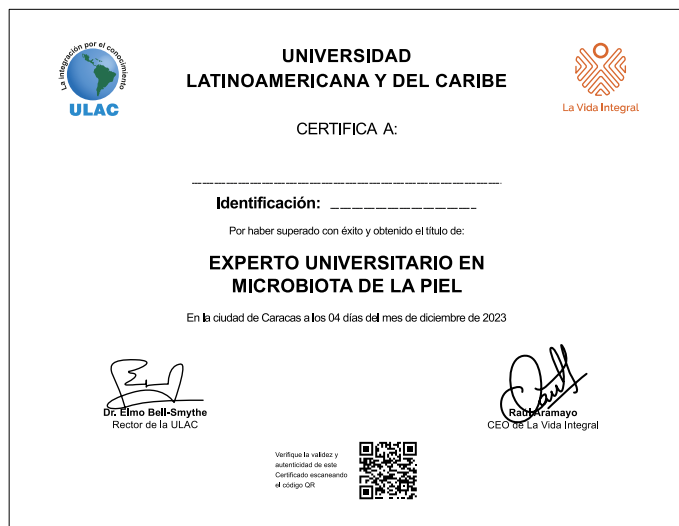 La integración por el conocimiento
ULAC
UNIVERSIDAD
LATINOAMERICANA Y DEL CARIBE
La Vida Integral
CERTIFICA A:
Identificación:
Por haber superado con éxito y obtenido el título de:
EXPERTO UNIVERSITARIO EN
MICROBIOTA DE LA PIEL
En la ciudad de Caracas a los 04 días del mes de diciembre de 2023
Dr. Elmo Bell-Smythe
Rector de la ULAC
Raúl Aramayo
CEO de La Vida Integral
Verifique la validez y
autenticidad de este
Certificado escaneando
el código QR